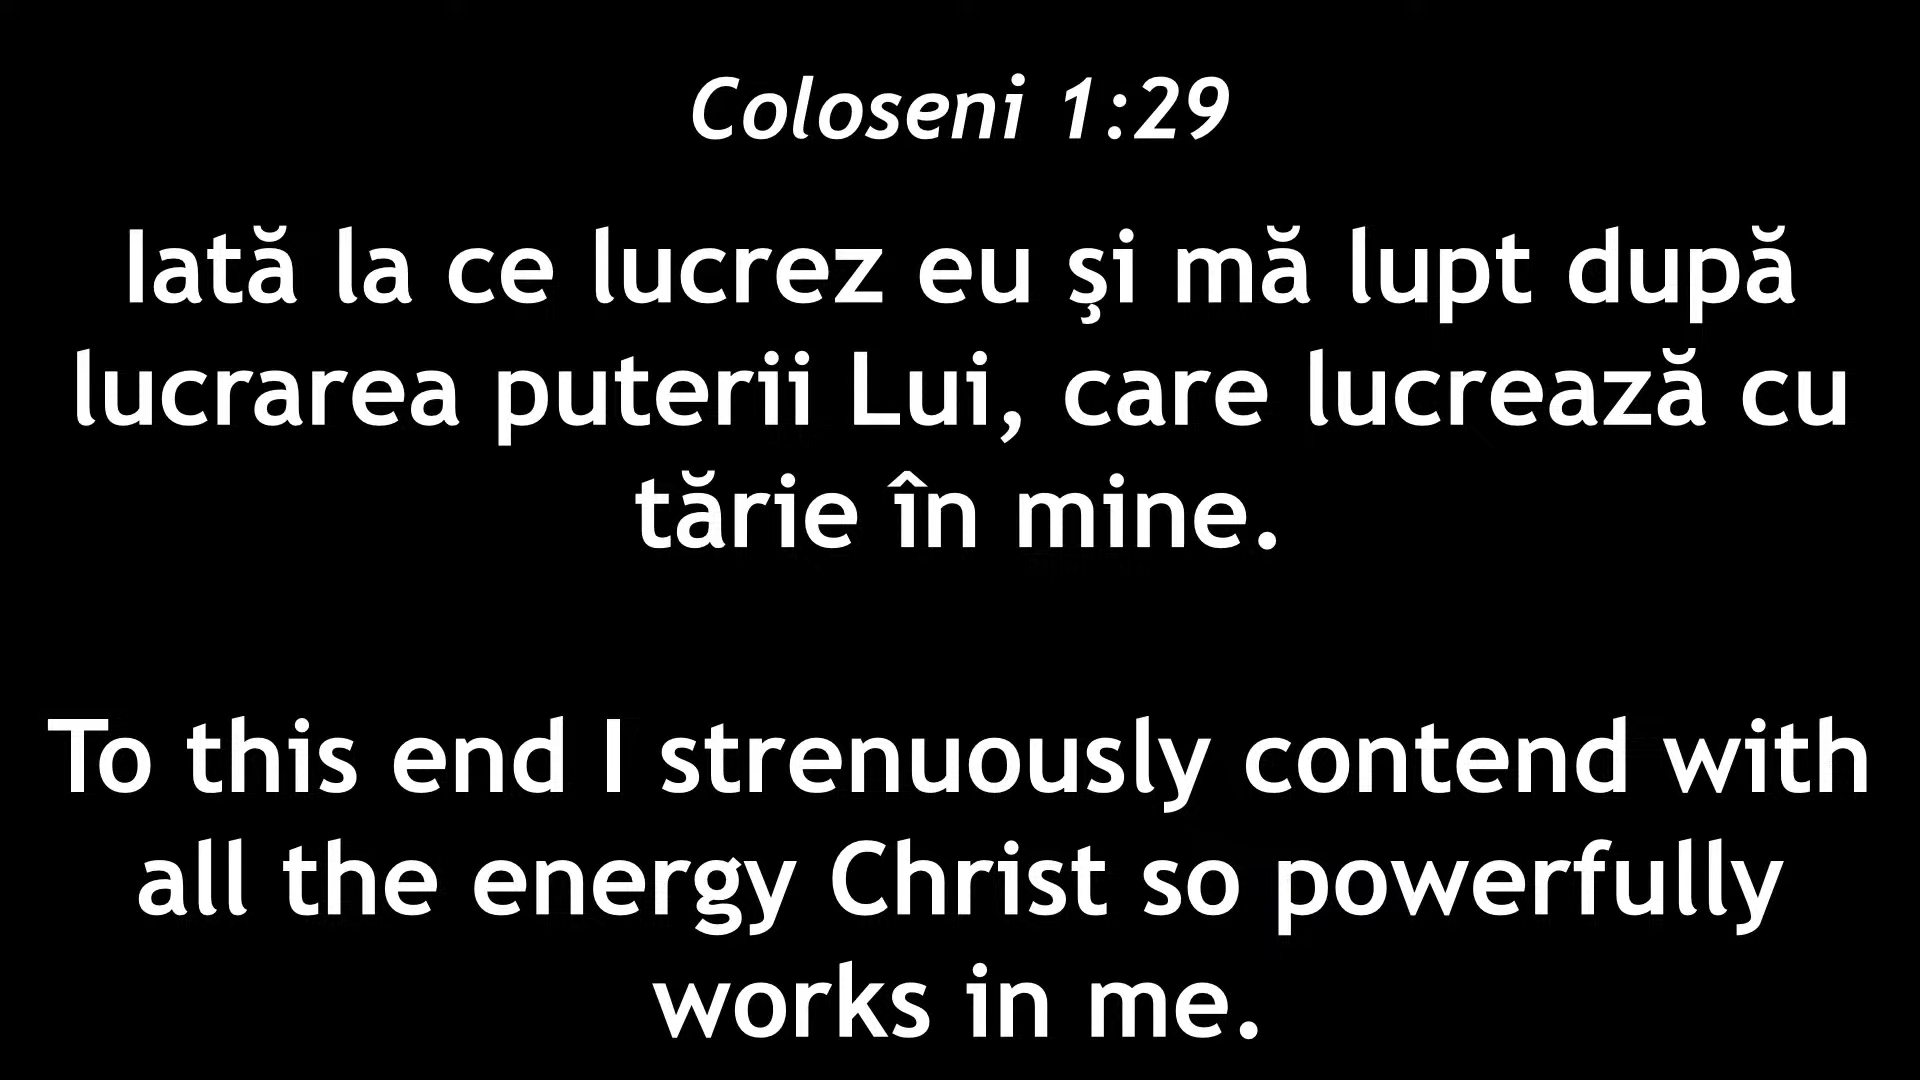 Coloseni 1:29
Iată la ce lucrez eu şi mă lupt după
lucrarea puterii Lui, care lucrează cu
tărie în mine.
To this end I strenuously contend with
all the energy Christ so powerfully
works in me.